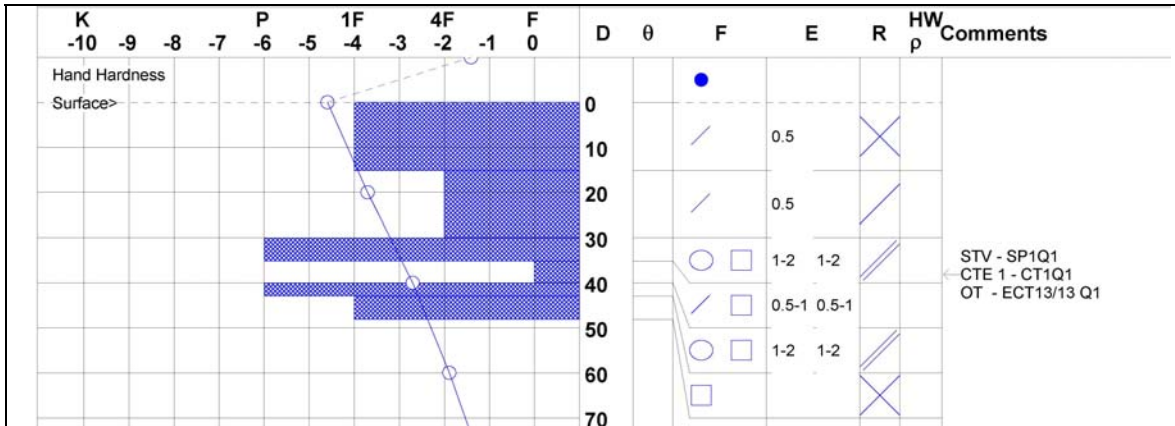 K P 1F 4F F
-10 -9 -8 -7 -6 -5 -4 -3 -2 -1 0 D θ F E R HW ρ Comments
Hand Hardness
Surface> 0
0.5
10
20 0.5
30
1-2 1-2 STV - SP1Q1
40 CTE 1 - CT1Q1
0.5-1 0.5-1 OT - ECT13/13 Q1
50
1-2 1-2
60
70